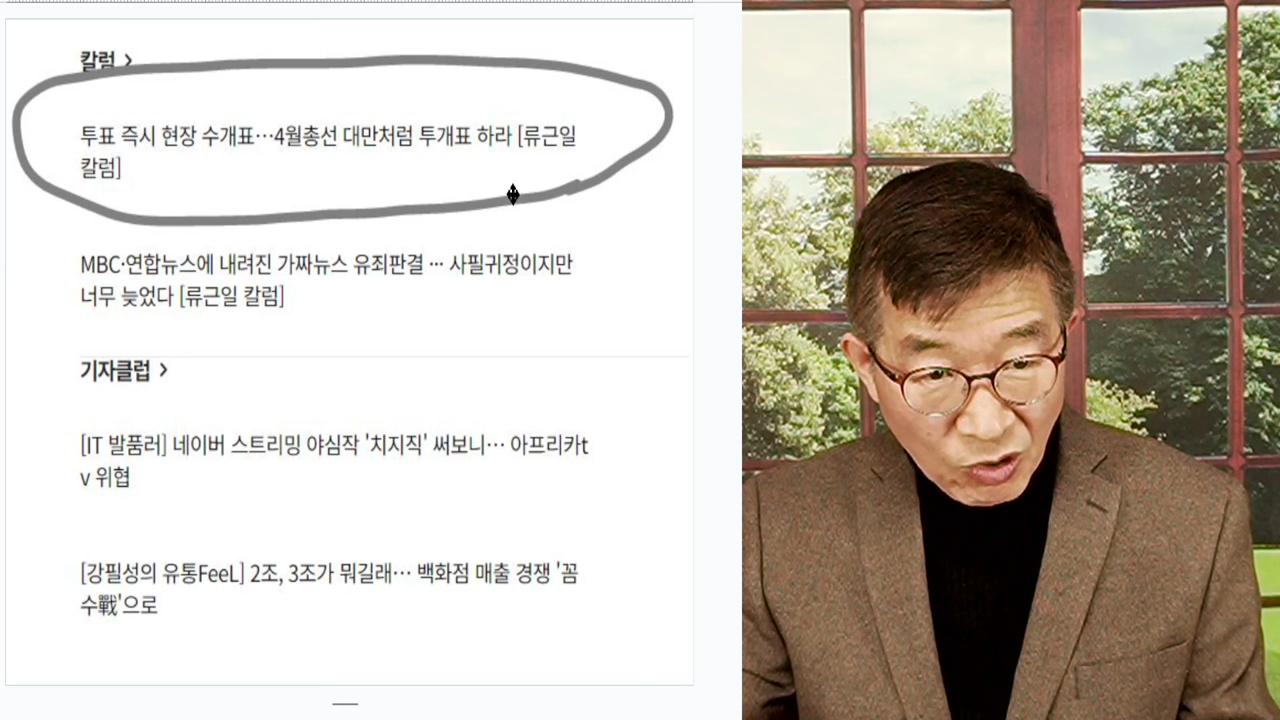 칼럼 >
투표 즉시 현장 수개표…4월총선 대만처럼 투개표 하라 [류근일
칼럼]
MBC·연합뉴스에 내려진 가짜뉴스 유죄판결 … 사필귀정이지만
너무 늦었다 [류근일 칼럼]
기자클럽 >
[IT 발품러] 네이버 스트리밍 야심작 '치지직' 써보니… 아프리카t
v 위협
[강필성의 유통FeeL] 2조, 3조가 뭐길래… 백화점 매출 경쟁 '꼼
수戰'으로